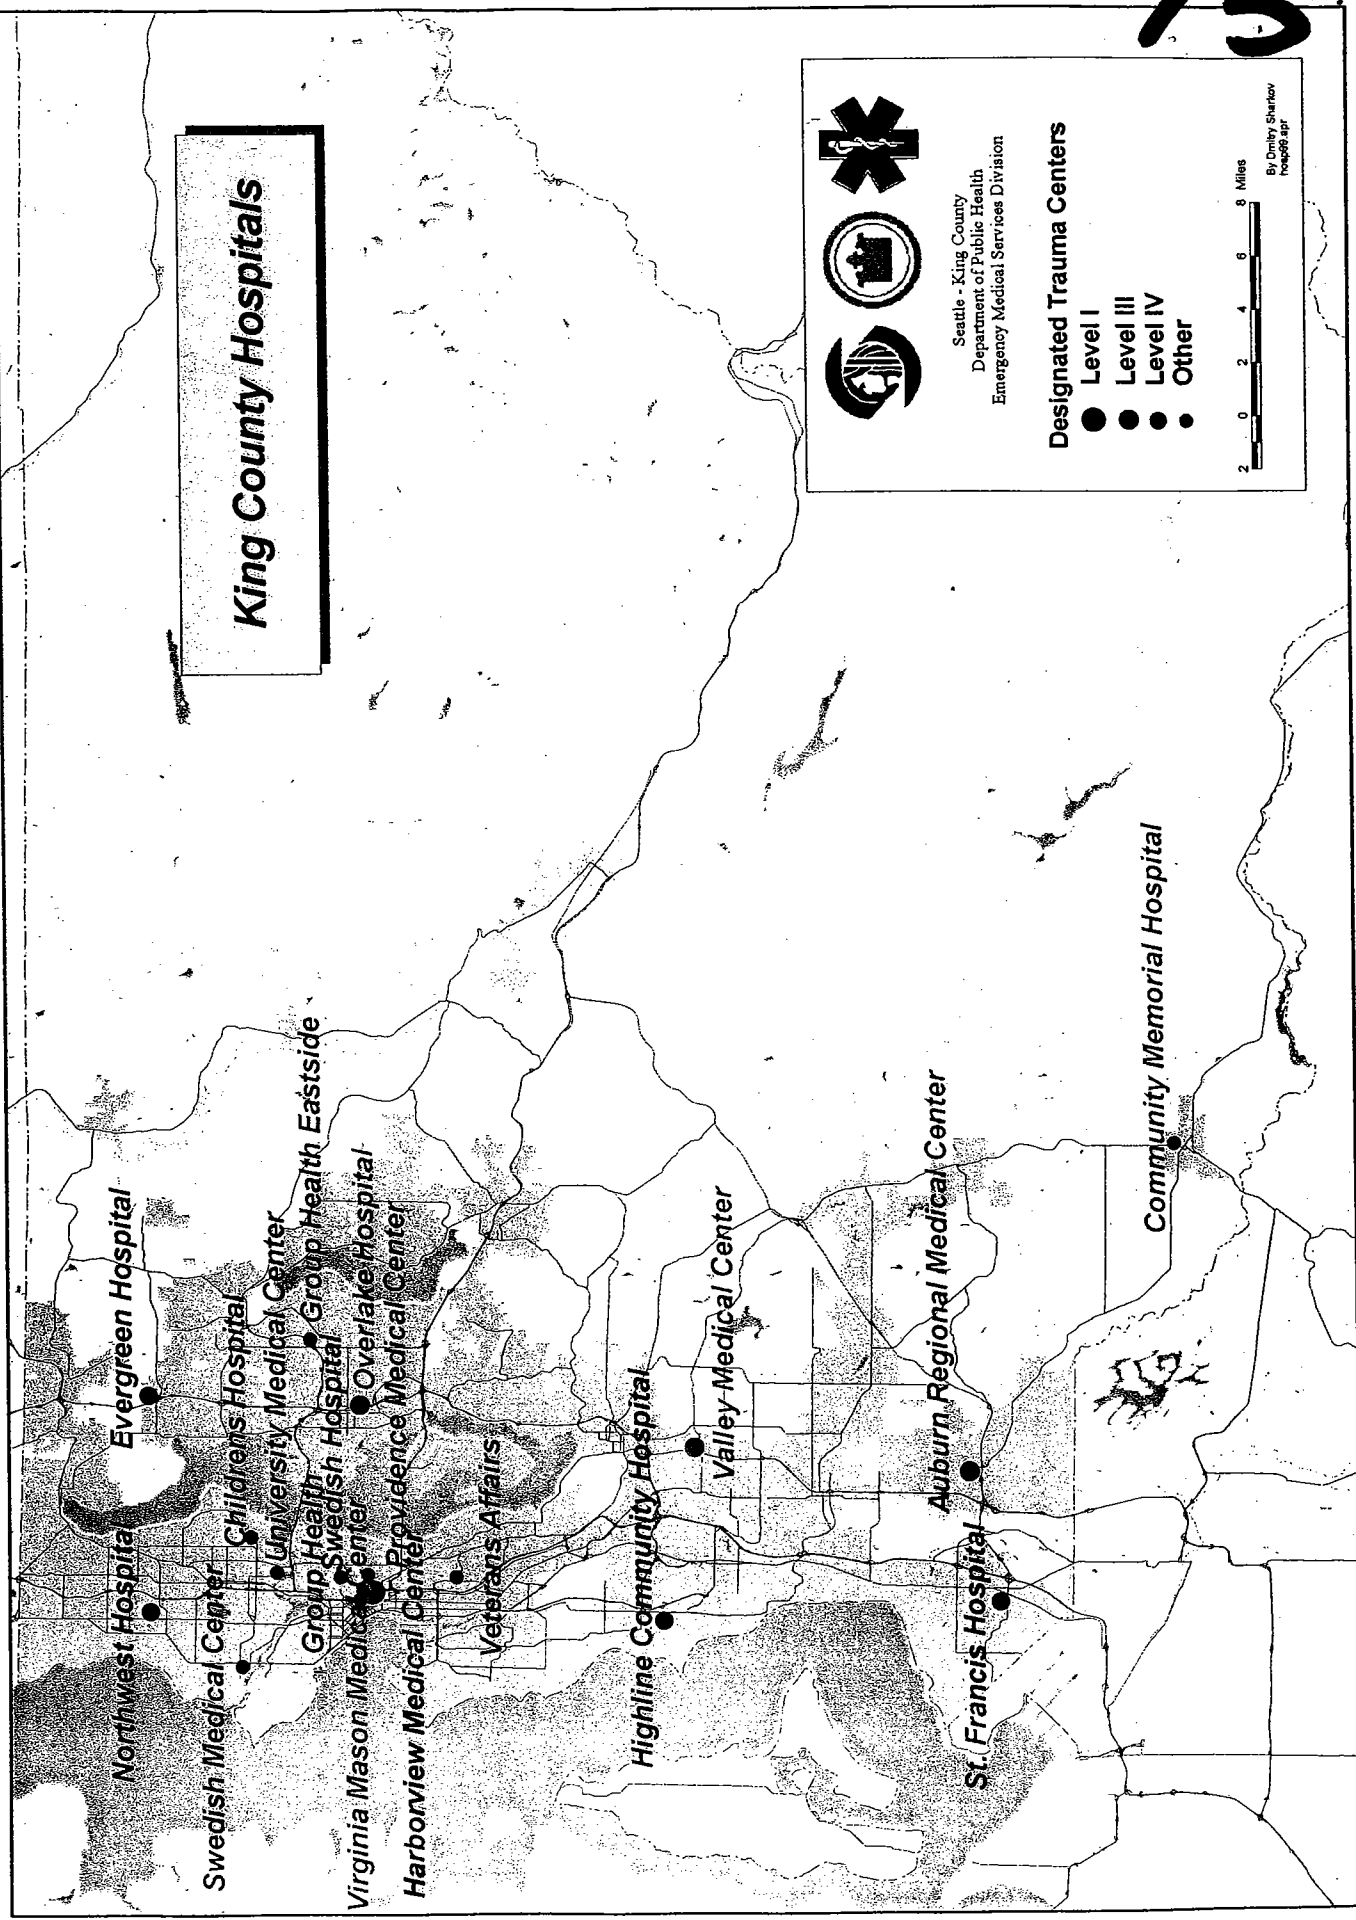 King County Hospitals
Northwest Hospital
Evergreen Hospital
Swedish Medical Center
Childrens Hospital
University Medical Center
Group Health
Group Health Eastside
Swedish Hospital
Virginia Mason Medical Center
Overlake Hospital
Providence Medical Center
Harborview Medical Center
Veterans Affairs
Highline Community Hospital
Valley Medical Center
St. Francis Hospital
Auburn Regional Medical Center
Community Memorial Hospital
Seattle - King County
Department of Public Health
Emergency Medical Services Division
Designated Trauma Centers
Level I
Level III
Level IV
Other
2 0 2 4 6 8 Miles
By Dmitry Sharkov
hosp99.apr